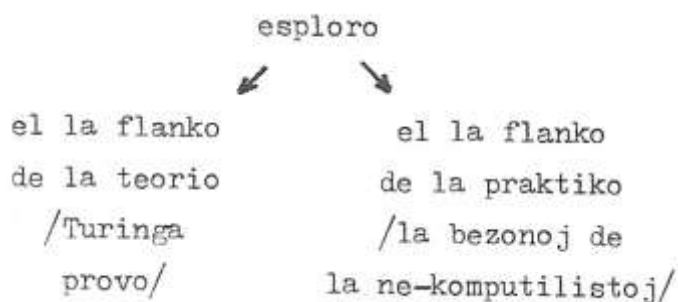 esploro
el la flanko
de la teorio
/Turinga
provo/
el la flanko
de la praktiko
/la bezonoj de
la ne-komputilistoj/